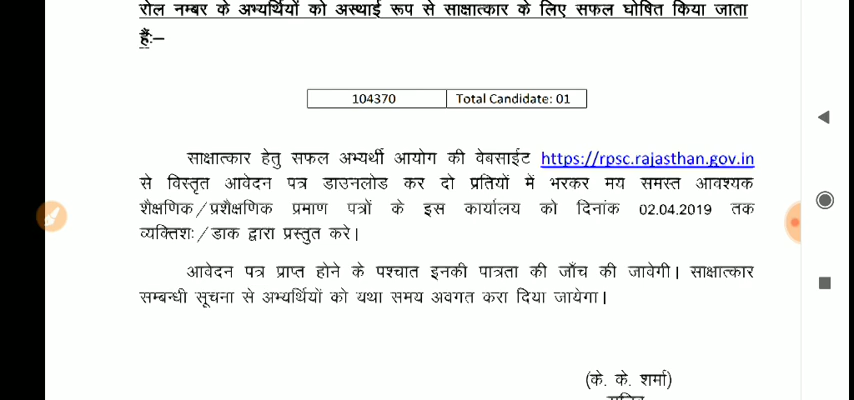 रोल नम्बर के अभ्यर्थियों को अस्थाई रूप से साक्षात्कार के लिए सफल घोषित किया जाता
हैं:–
104370 Total Candidate: 01
साक्षात्कार हेतु सफल अभ्यर्थी आयोग की वेबसाईट https://rpsc.rajasthan.gov.in
से विस्तृत आवेदन पत्र डाउनलोड कर दो प्रतियों में भरकर मय समस्त आवश्यक
शैक्षणिक/प्रशैक्षणिक प्रमाण पत्रों के इस कार्यालय को दिनांक 02.04.2019 तक
व्यक्तिशः/डाक द्वारा प्रस्तुत करे।
आवेदन पत्र प्राप्त होने के पश्चात इनकी पात्रता की जाँच की जावेगी। साक्षात्कार
सम्बन्धी सूचना से अभ्यर्थियों को यथा समय अवगत करा दिया जायेगा।
(के. के. शर्मा)